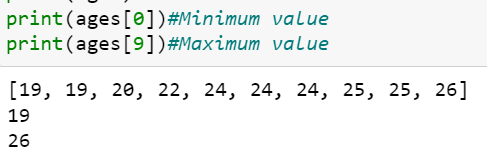 print(ages[0])#Minimum value
print(ages[9])#Maximum value
[19, 19, 20, 22, 24, 24, 24, 25, 25, 26]
19
26